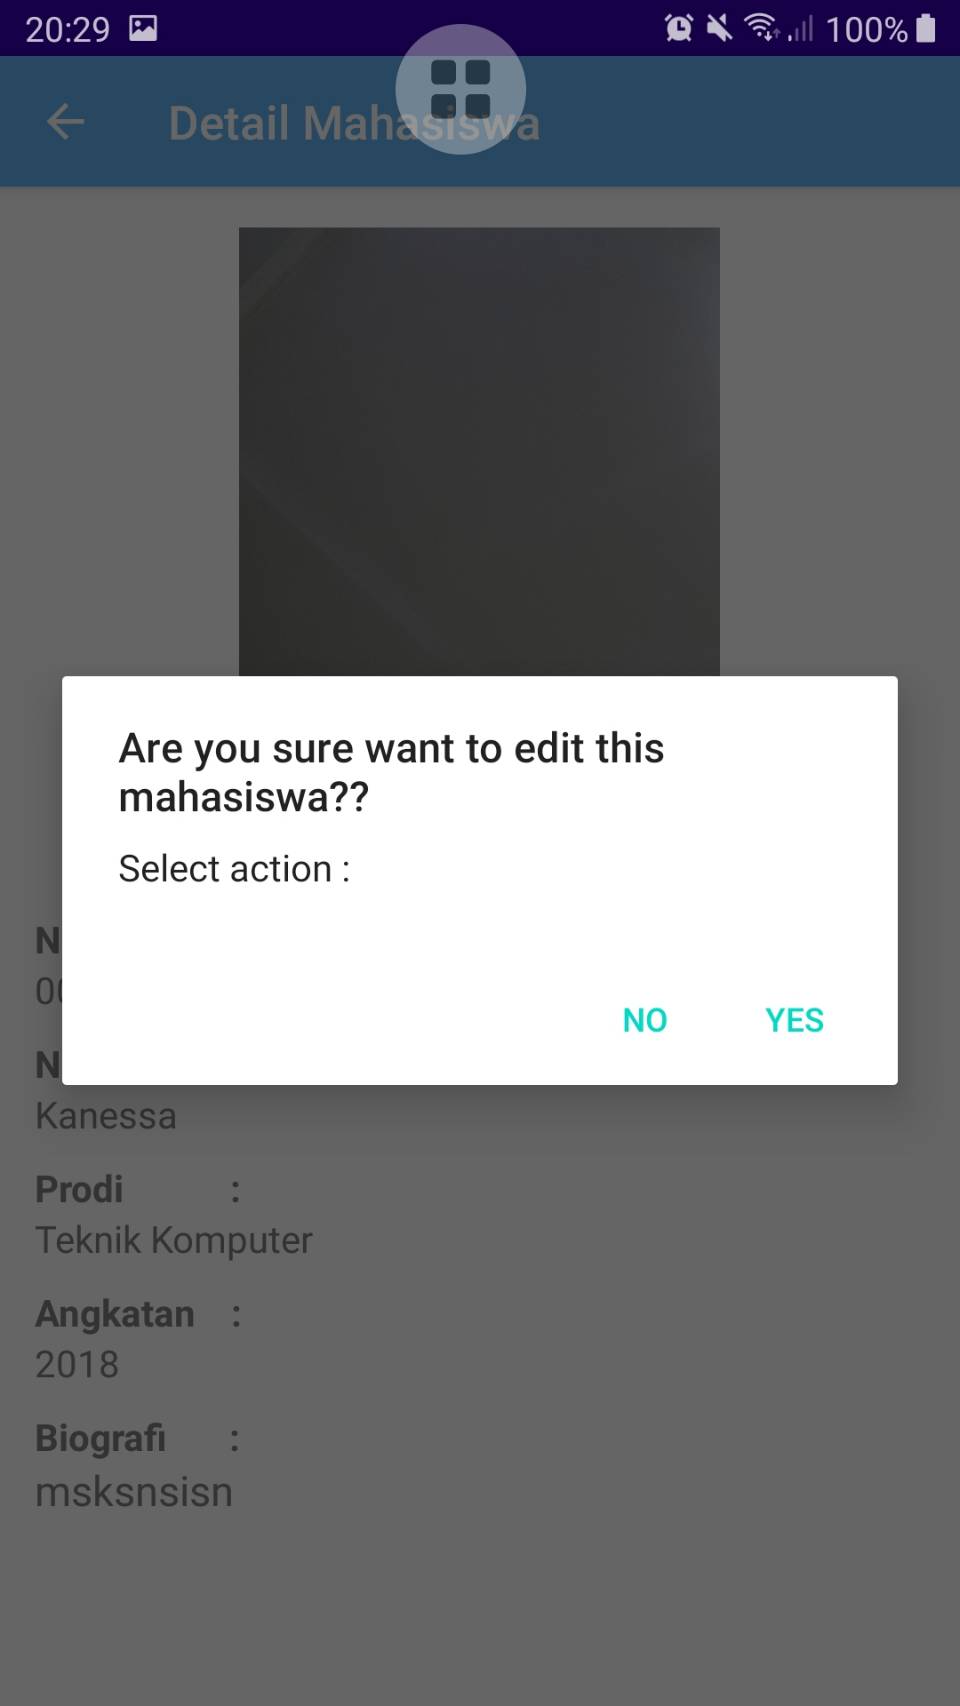 20:29 100%
Detail Mahasiswa
Are you sure want to edit this
mahasiswa??
Select action :
NO YES
Kanessa
Prodi :
Teknik Komputer
Angkatan :
2018
Biografi :
msksnsisn